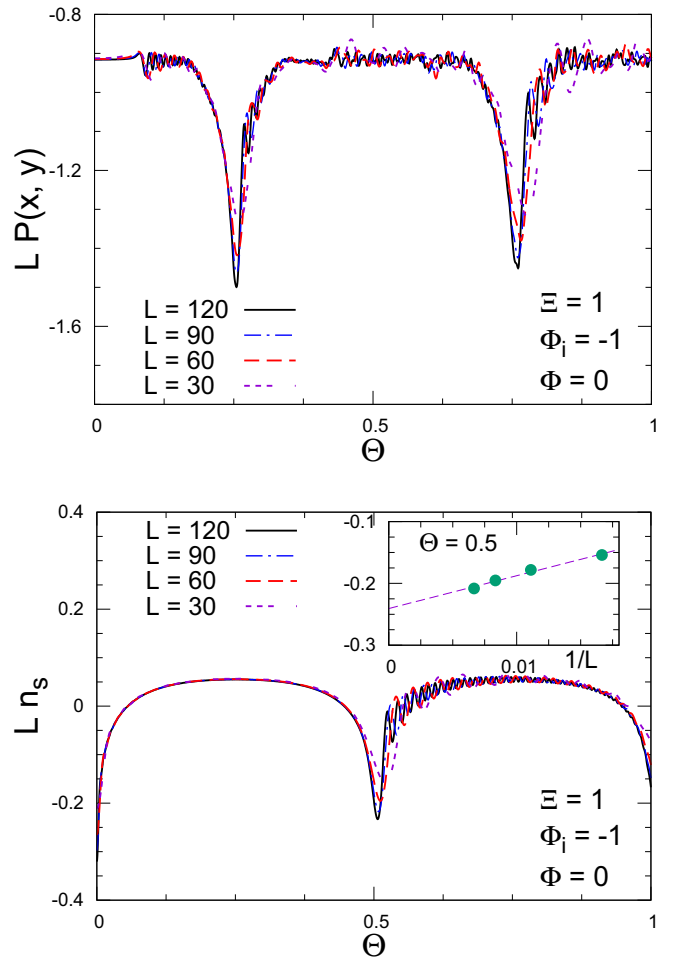 -0.8
-1.2
-1.6
L P(x, y)
L = 120
L = 90
L = 60
L = 30
Ξ = 1
Φi = -1
Φ = 0
0
0.5
1
Θ
0.4
0.2
0
-0.2
-0.4
L ns
L = 120
L = 90
L = 60
L = 30
-0.1
-0.2
-0.3
Θ = 0.5
0
0.01
1/L
Ξ = 1
Φi = -1
Φ = 0
0
0.5
1
Θ